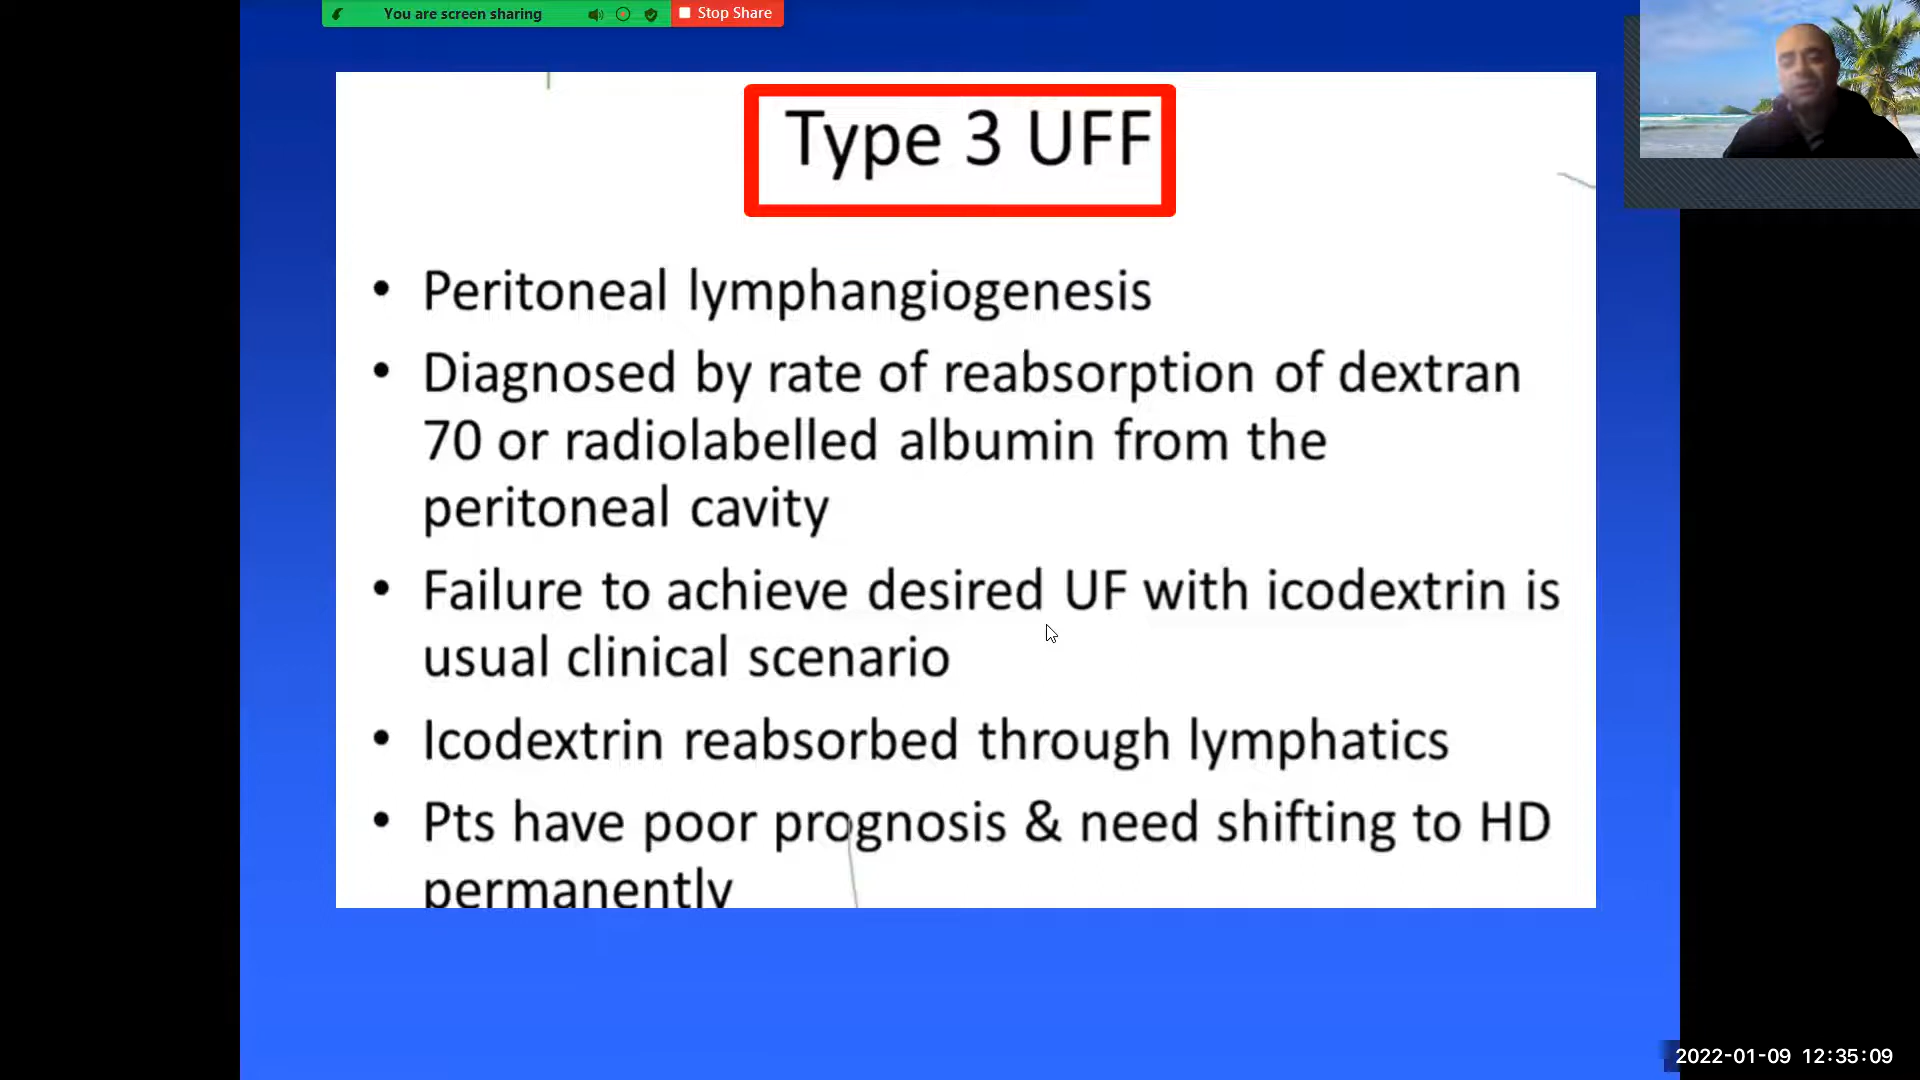 You are screen sharing
Stop Share
Type 3 UFF
• Peritoneal lymphangiogenesis
• Diagnosed by rate of reabsorption of dextran
70 or radiolabelled albumin from the
peritoneal cavity
• Failure to achieve desired UF with icodextrin is
usual clinical scenario
• Icodextrin reabsorbed through lymphatics
• Pts have poor prognosis & need shifting to HD
permanently
2022-01-09 12:35:09